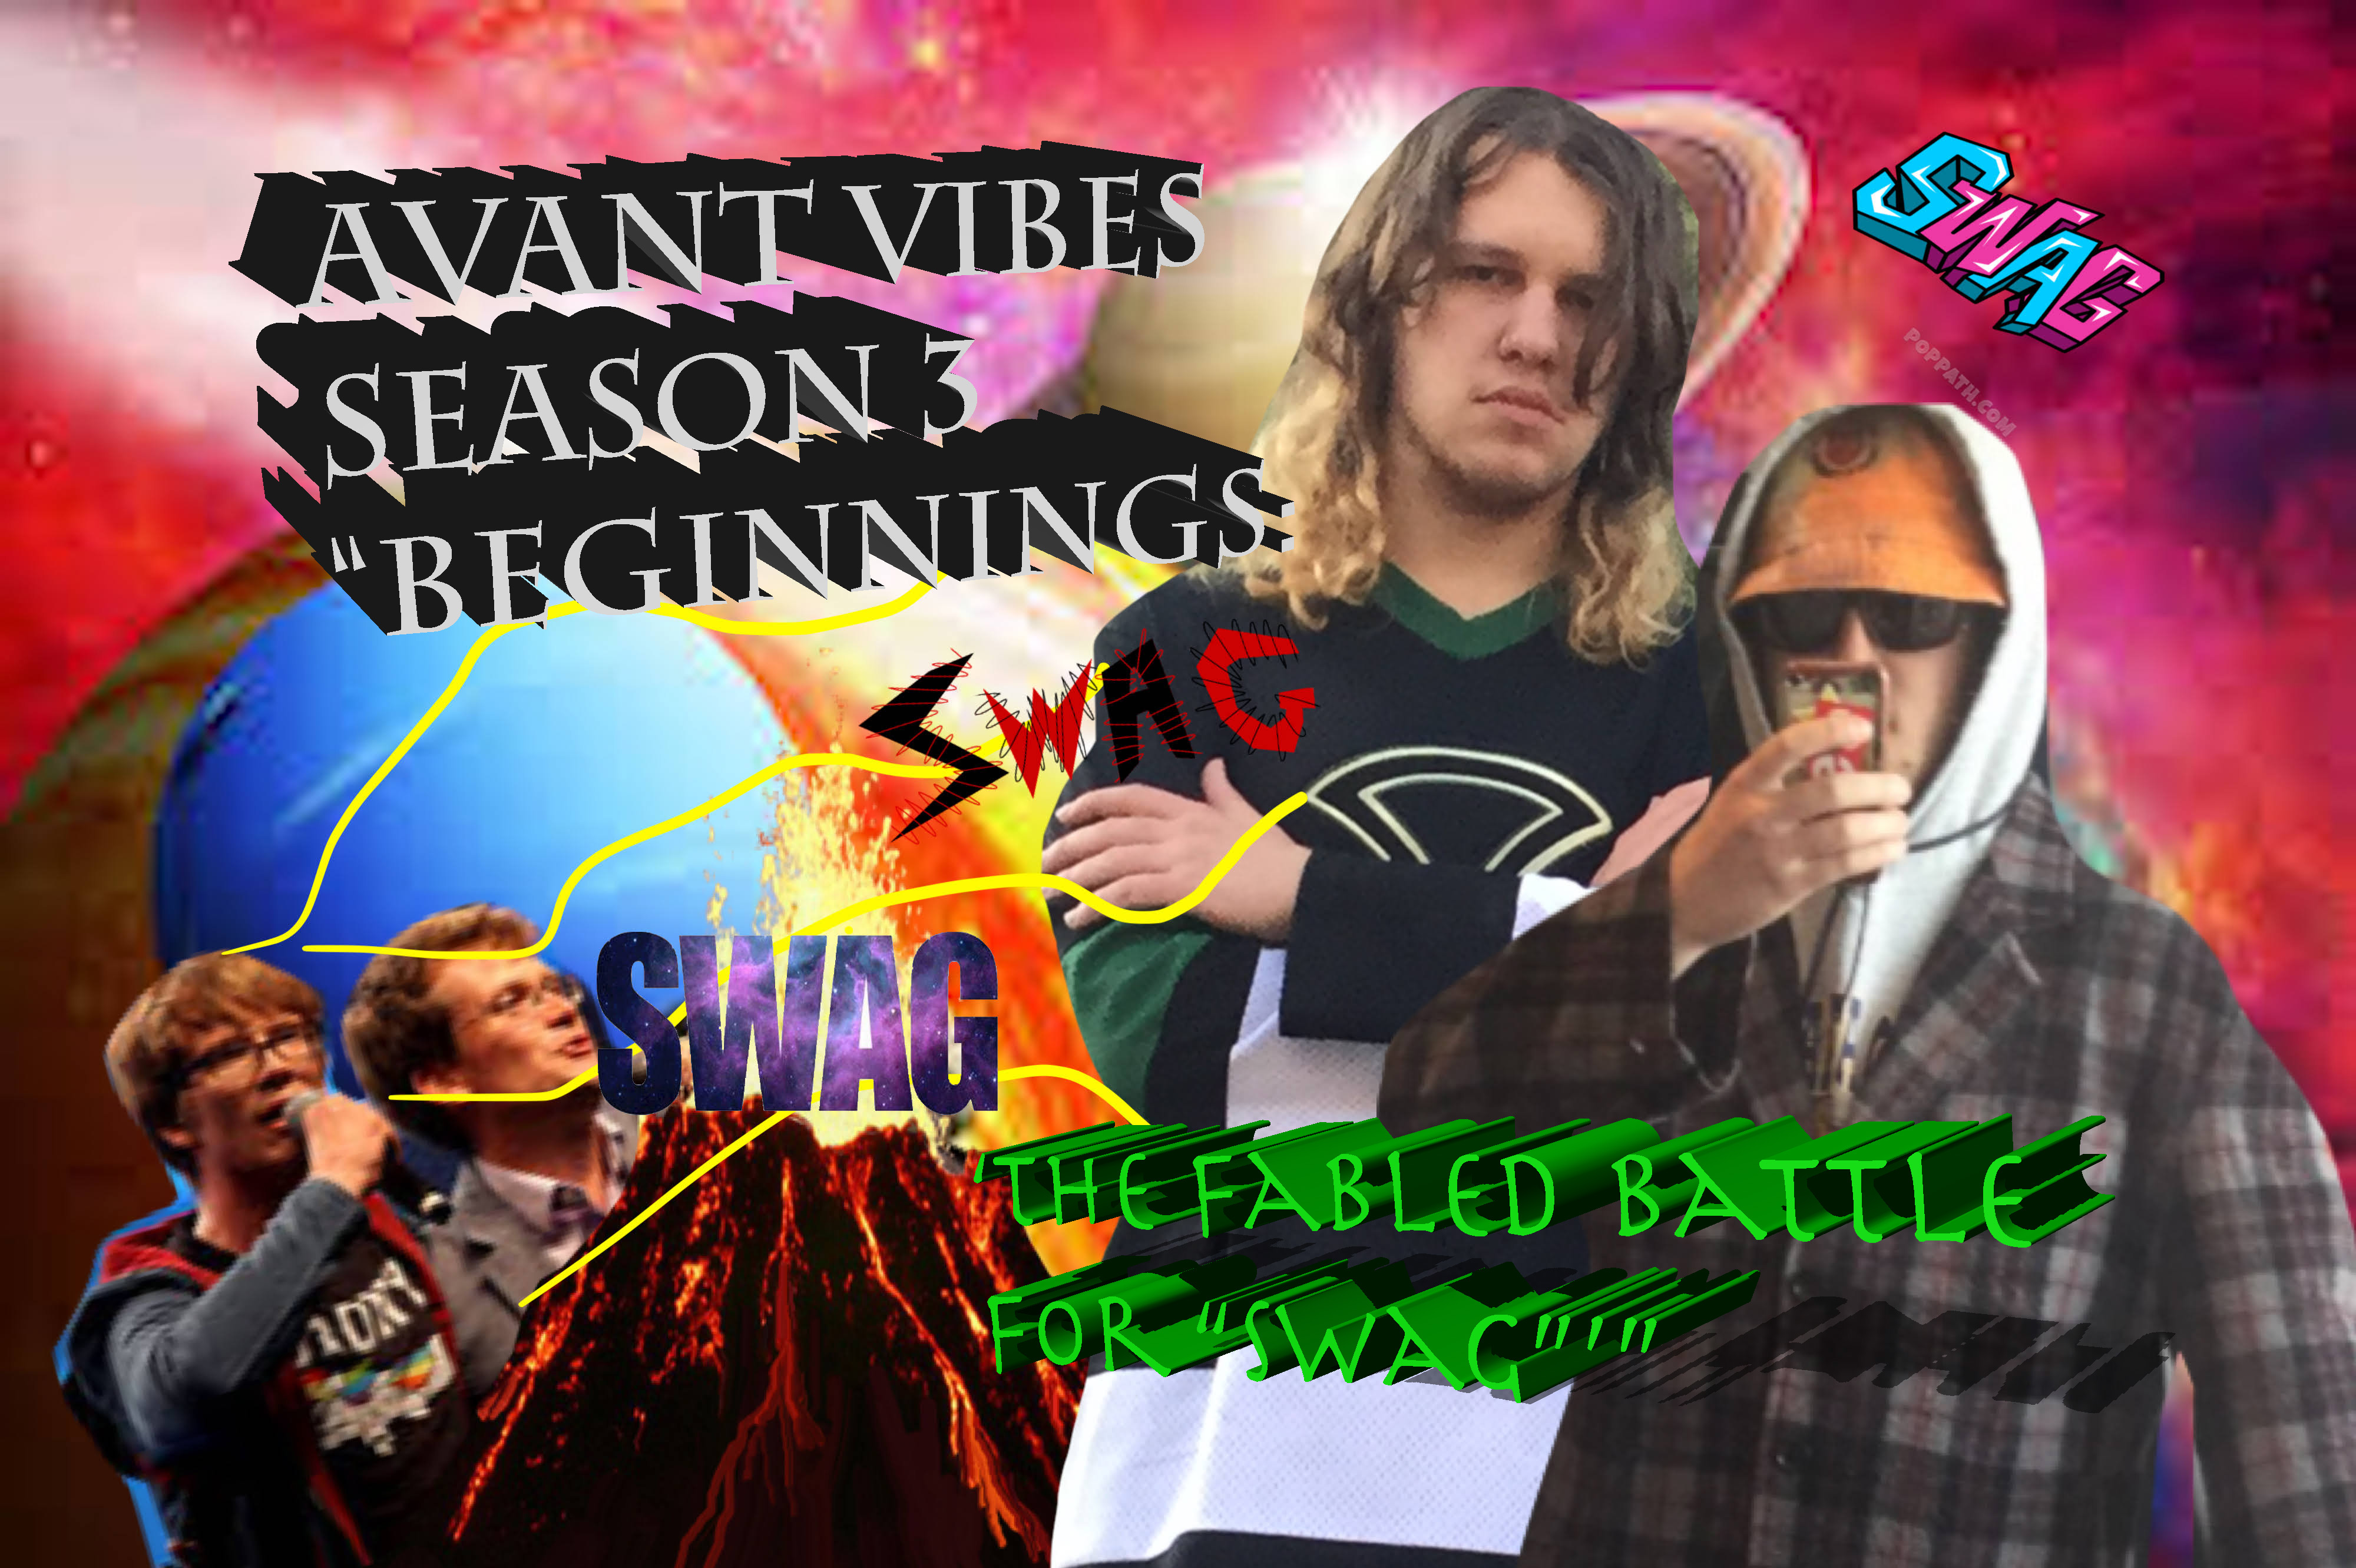 AVANT VIBES
SEASON 3
"BEGINNINGS:
SWAG
POPPATH.COM
SWAG
SWAG
'THE FABLED BATTLE
FOR "SWAG"'"